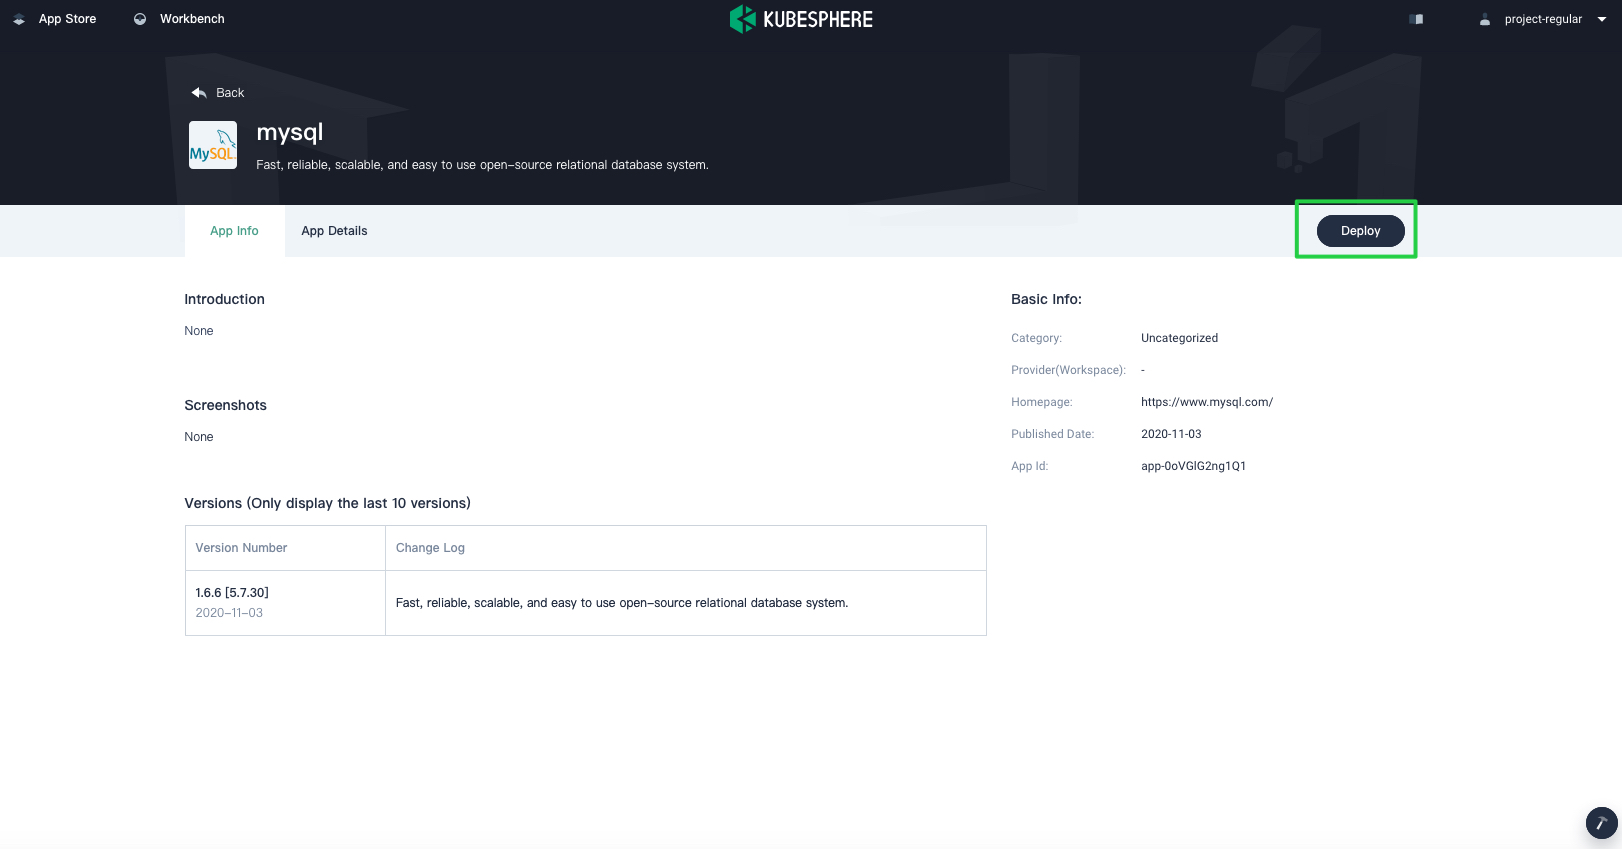 App Store
Workbench
KUBESPHERE
project-regular
Back
MySQL
mysql
Fast, reliable, scalable, and easy to use open-source relational database system.
App Info
App Details
Deploy
Introduction
None
Screenshots
None
Versions (Only display the last 10 versions)
Version Number
Change Log
1.6.6 [5.7.30]
2020-11-03
Fast, reliable, scalable, and easy to use open-source relational database system.
Basic Info:
Category:
Uncategorized
Provider(Workspace):
-
Homepage:
https://www.mysql.com/
Published Date:
2020-11-03
App Id:
app-0oVGlG2ng1Q1